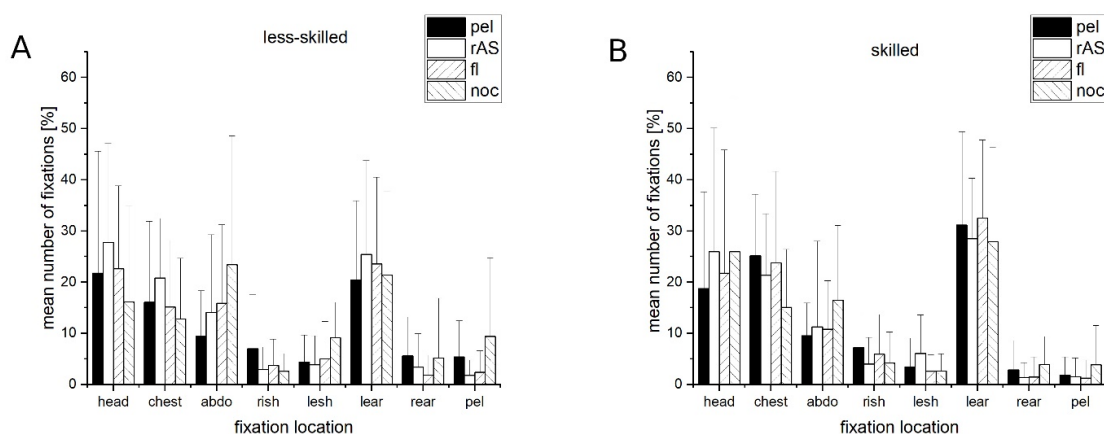 A
less-skilled
pel
rAS
fl
noc
mean number of fixations [%]
60
50
40
30
20
10
0
head chest abdo rish lesh lear rear pel
fixation location
B
skilled
pel
rAS
fl
noc
mean number of fixations [%]
60
50
40
30
20
10
0
head chest abdo rish lesh lear rear pel
fixation location